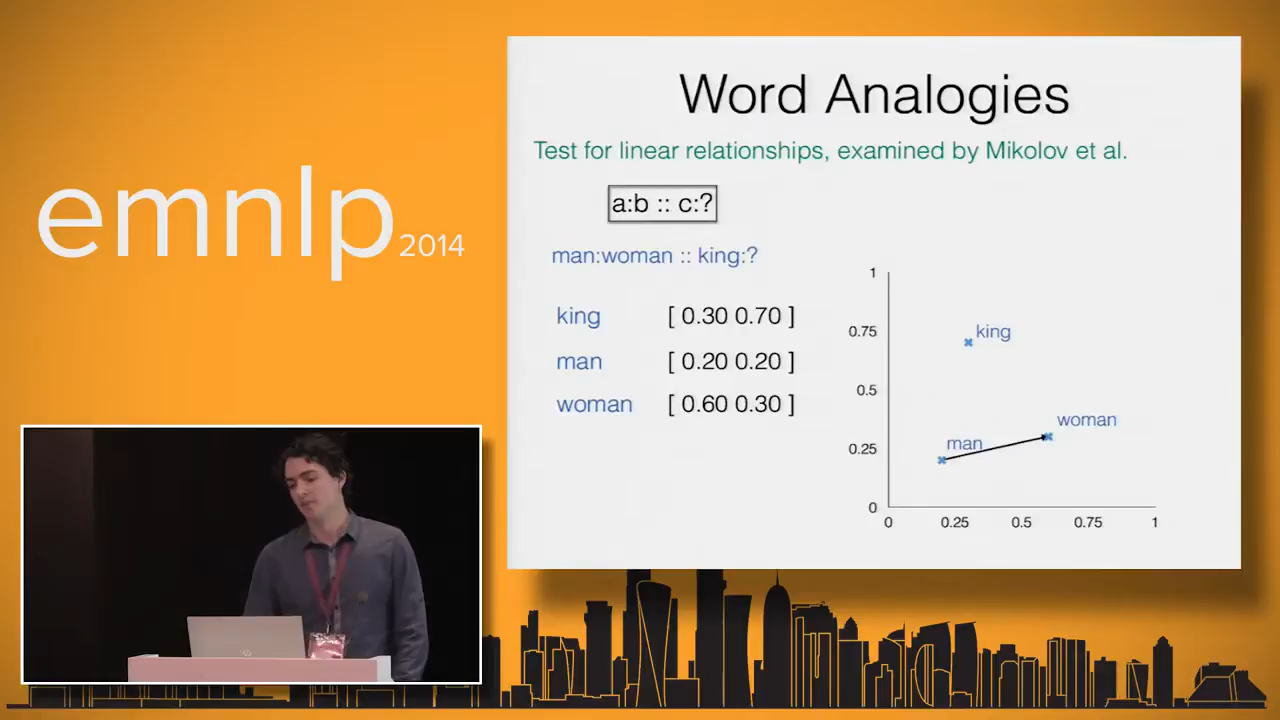 emnlp 2014
Word Analogies
Test for linear relationships, examined by Mikolov et al.
a:b :: c:?
man:woman :: king:?
king [ 0.30 0.70 ]
man [ 0.20 0.20 ]
woman [ 0.60 0.30 ]
1
0.75
0.5
0.25
0
0 0.25 0.5 0.75 1
king
woman
man